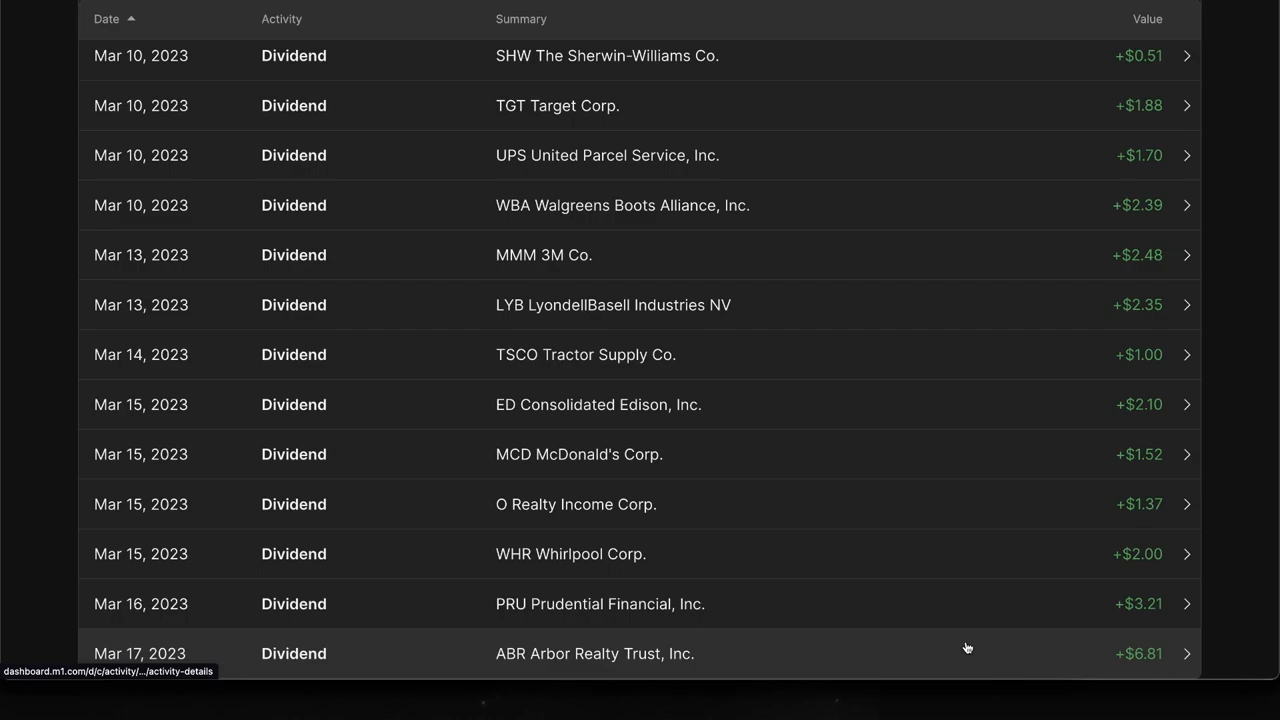 Date Activity Summary Value
Mar 10, 2023 Dividend SHW The Sherwin-Williams Co. +$0.51
Mar 10, 2023 Dividend TGT Target Corp. +$1.88
Mar 10, 2023 Dividend UPS United Parcel Service, Inc. +$1.70
Mar 10, 2023 Dividend WBA Walgreens Boots Alliance, Inc. +$2.39
Mar 13, 2023 Dividend MMM 3M Co. +$2.48
Mar 13, 2023 Dividend LYB LyondellBasell Industries NV +$2.35
Mar 14, 2023 Dividend TSCO Tractor Supply Co. +$1.00
Mar 15, 2023 Dividend ED Consolidated Edison, Inc. +$2.10
Mar 15, 2023 Dividend MCD McDonald's Corp. +$1.52
Mar 15, 2023 Dividend O Realty Income Corp. +$1.37
Mar 15, 2023 Dividend WHR Whirlpool Corp. +$2.00
Mar 16, 2023 Dividend PRU Prudential Financial, Inc. +$3.21
Mar 17, 2023 Dividend ABR Arbor Realty Trust, Inc. +$6.81
dashboard.m1.com/d/c/activity/.../activity-details